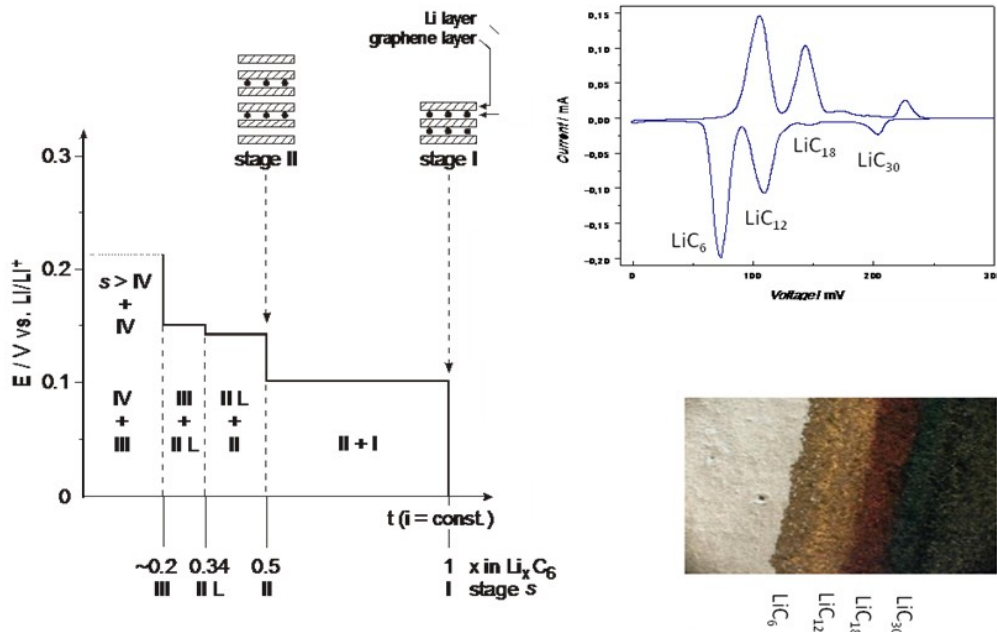 Li layer
graphene layer
stage II
stage I
E / V vs. LI/LI⁺
0.3
0.2
0.1
0
s > IV
+
IV
IV
+
III
III
+
II L
II L
+
II
II + I
t (i = const.)
~0.2 0.34 0.5 1 x in LiₓC₆
III II L II I stage s
Current / mA
0,15
0,10
0,05
0,00
-0,05
-0,10
-0,15
-0,20
LiC₁₈
LiC₃₀
LiC₁₂
LiC₆
0 100 200 300
Voltage / mV
LiC₆
LiC₁₂
LiC₁₈
LiC₃₀